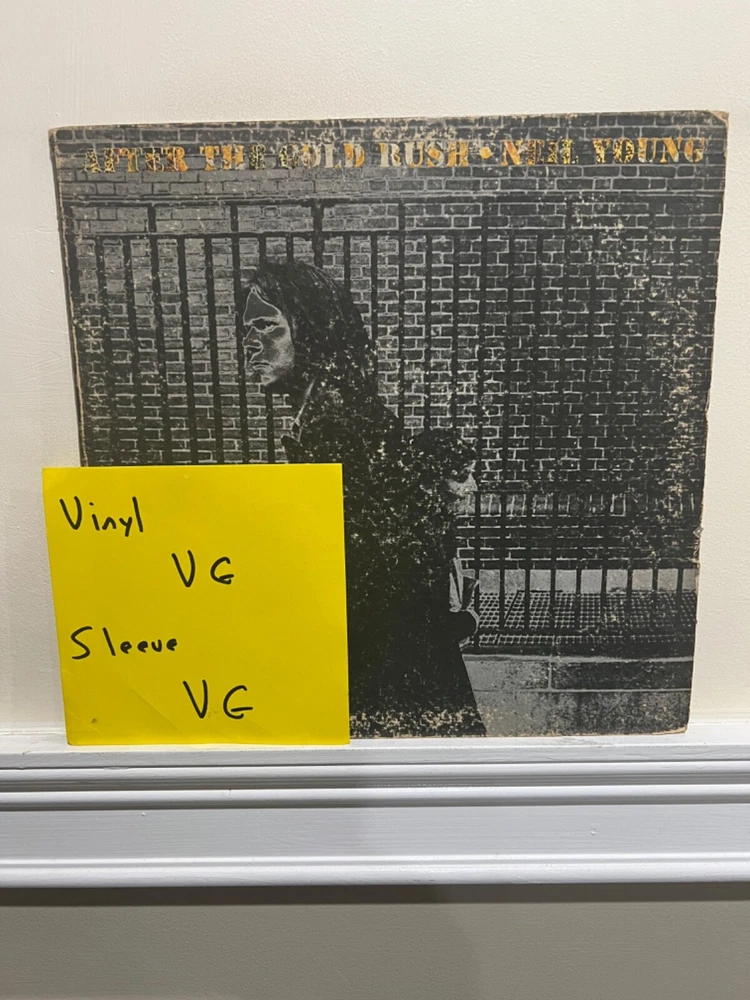 AFTER THE GOLD RUSH • NEIL YOUNG
Vinyl
VG
Sleeve
VG